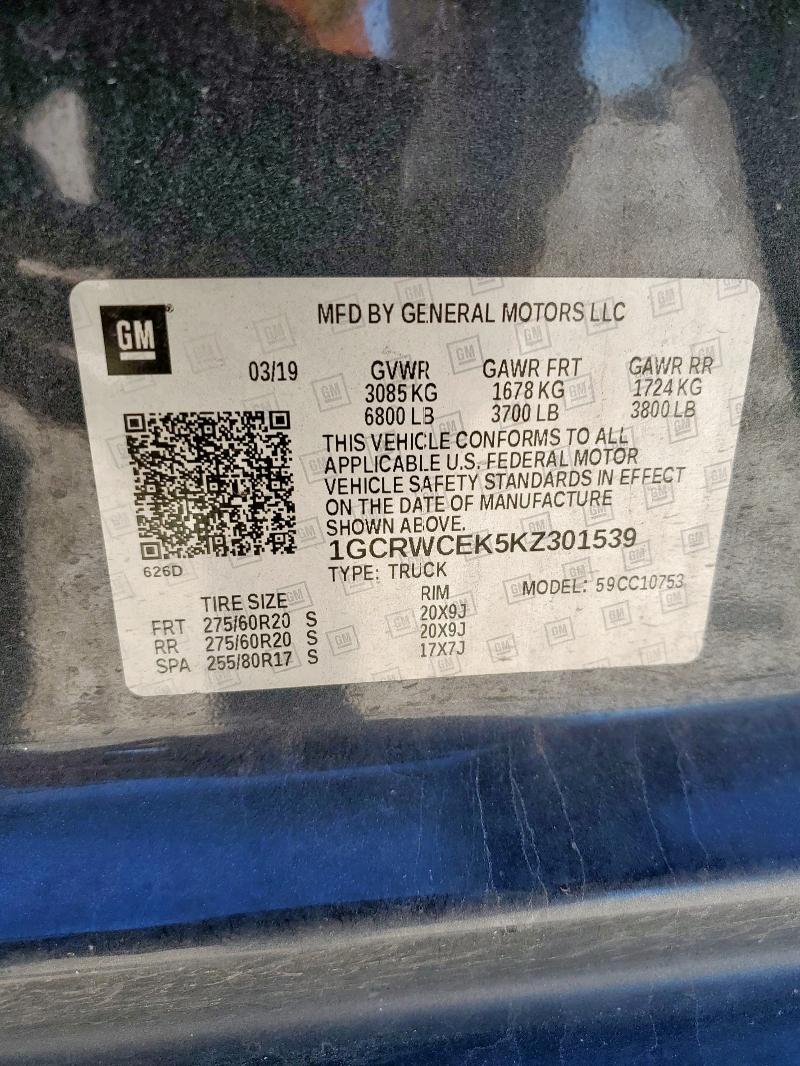 GM
MFD BY GENERAL MOTORS LLC
03/19 GVWR GAWR FRT GAWR RR
3085 KG 1678 KG 1724 KG
6800 LB 3700 LB 3800 LB
THIS VEHICLE CONFORMS TO ALL
APPLICABLE U.S. FEDERAL MOTOR
VEHICLE SAFETY STANDARDS IN EFFECT
ON THE DATE OF MANUFACTURE
SHOWN ABOVE.
1GCRWCEK5KZ301539
626D
TYPE: TRUCK MODEL: 59CC10753
TIRE SIZE RIM
FRT 275/60R20 S 20X9J
RR 275/60R20 S 20X9J
SPA 255/80R17 S 17X7J